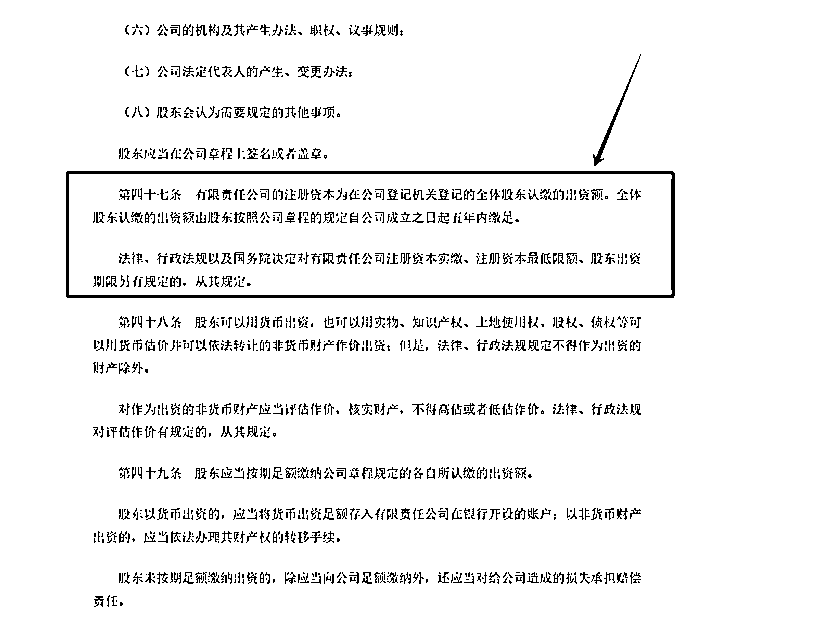 （六）公司的机构及其产生办法、职权、议事规则；
（七）公司法定代表人的产生、变更办法；
（八）股东会认为需要规定的其他事项。
股东应当在公司章程上签名或者盖章。
第四十七条　有限责任公司的注册资本为在公司登记机关登记的全体股东认缴的出资额。全体
股东认缴的出资额由股东按照公司章程的规定自公司成立之日起五年内缴足。
法律、行政法规以及国务院决定对有限责任公司注册资本实缴、注册资本最低限额、股东出资
期限另有规定的，从其规定。
第四十八条　股东可以用货币出资，也可以用实物、知识产权、土地使用权、股权、债权等可
以用货币估价并可以依法转让的非货币财产作价出资；但是，法律、行政法规规定不得作为出资的
财产除外。
对作为出资的非货币财产应当评估作价，核实财产，不得高估或者低估作价。法律、行政法规
对评估作价有规定的，从其规定。
第四十九条　股东应当按期足额缴纳公司章程规定的各自所认缴的出资额。
股东以货币出资的，应当将货币出资足额存入有限责任公司在银行开设的账户；以非货币财产
出资的，应当依法办理其财产权的转移手续。
股东未按期足额缴纳出资的，除应当向公司足额缴纳外，还应当对给公司造成的损失承担赔偿
责任。